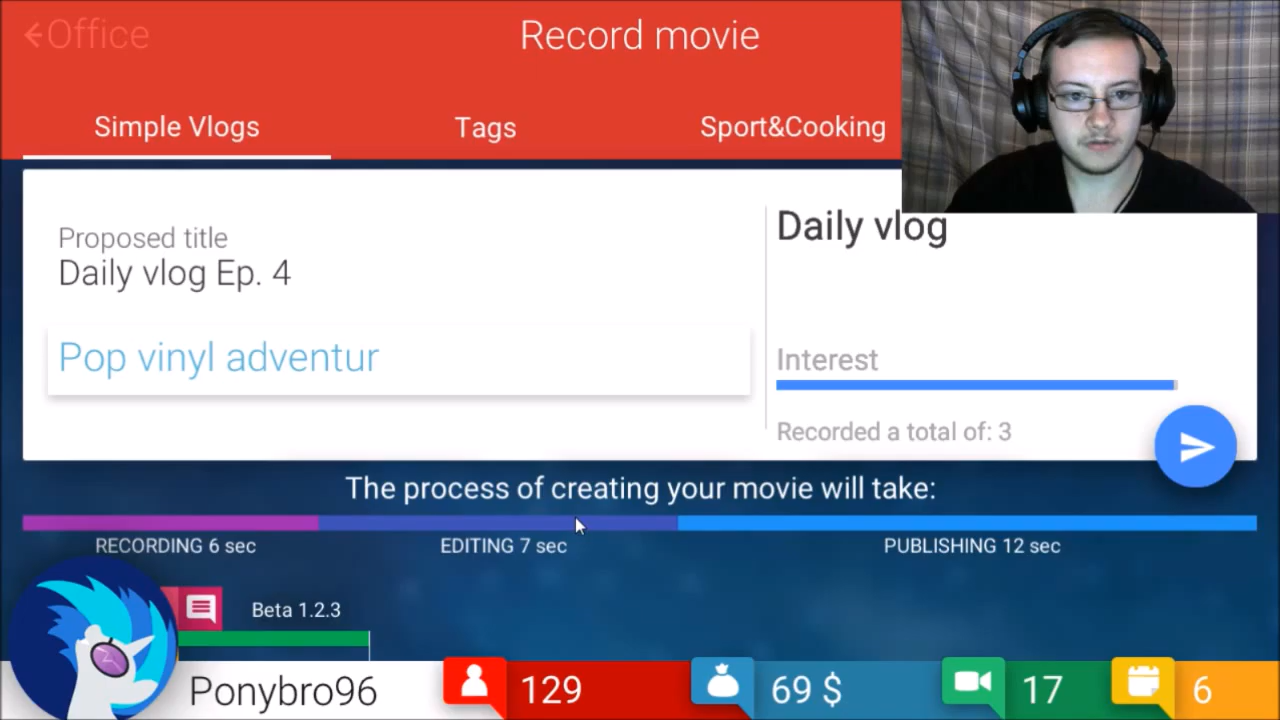 Office
Record movie
Simple Vlogs
Tags
Sport&Cooking
Proposed title
Daily vlog Ep. 4
Pop vinyl adventur
Daily vlog
Interest
Recorded a total of: 3
The process of creating your movie will take:
RECORDING 6 sec
EDITING 7 sec
PUBLISHING 12 sec
Beta 1.2.3
Ponybro96
129
69 $
17
6